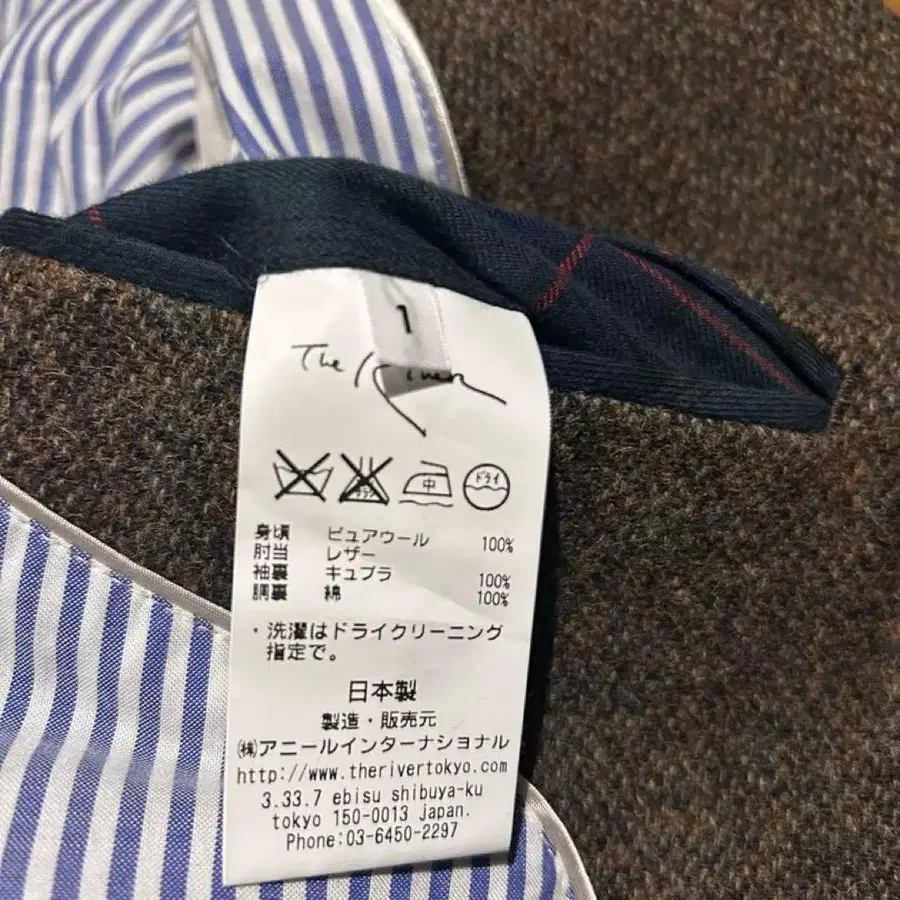 1
The River
中 ドライ
身頃 ピュアウール 100%
肘当 レザー
袖裏 キュプラ 100%
胴裏 綿 100%
・洗濯はドライクリーニング
指定で。
日本製
製造・販売元
㈱アニールインターナショナル
http://www.therivertokyo.com
3.33.7 ebisu shibuya-ku
tokyo 150-0013 japan.
Phone:03-6450-2297